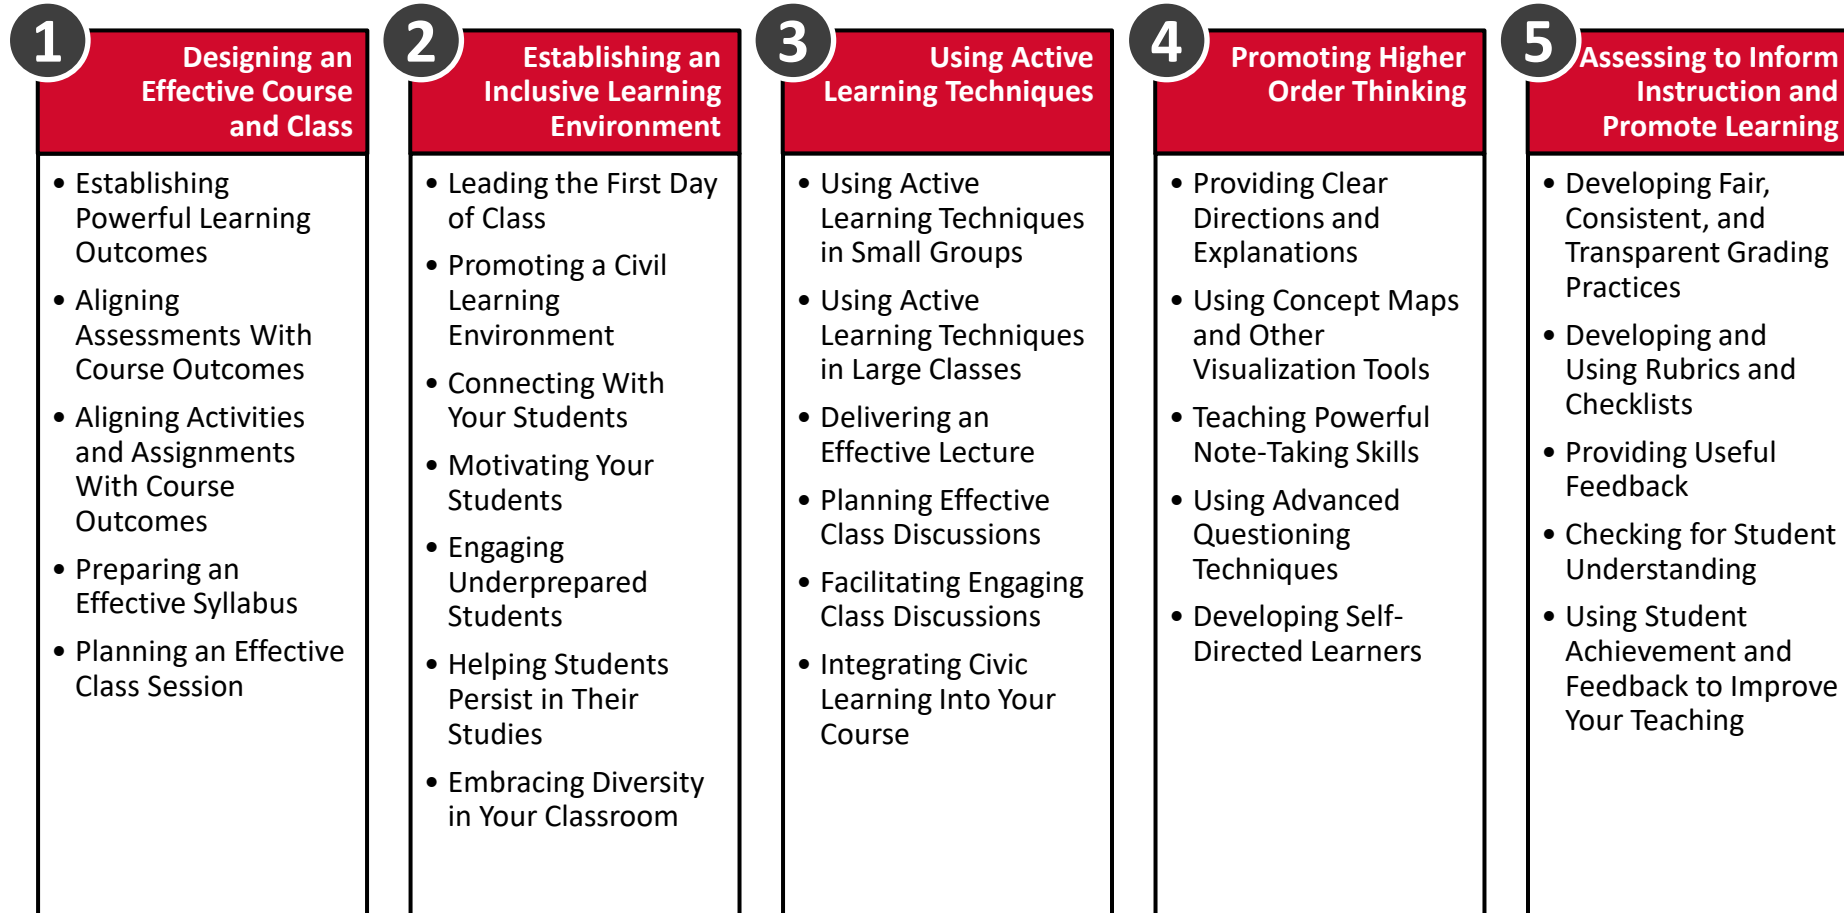 1
Designing an
Effective Course
and Class
• Establishing
Powerful Learning
Outcomes
• Aligning
Assessments With
Course Outcomes
• Aligning Activities
and Assignments
With Course
Outcomes
• Preparing an
Effective Syllabus
• Planning an Effective
Class Session
2
Establishing an
Inclusive Learning
Environment
• Leading the First Day
of Class
• Promoting a Civil
Learning
Environment
• Connecting With
Your Students
• Motivating Your
Students
• Engaging
Underprepared
Students
• Helping Students
Persist in Their
Studies
• Embracing Diversity
in Your Classroom
3
Using Active
Learning Techniques
• Using Active
Learning Techniques
in Small Groups
• Using Active
Learning Techniques
in Large Classes
• Delivering an
Effective Lecture
• Planning Effective
Class Discussions
• Facilitating Engaging
Class Discussions
• Integrating Civic
Learning Into Your
Course
4
Promoting Higher
Order Thinking
• Providing Clear
Directions and
Explanations
• Using Concept Maps
and Other
Visualization Tools
• Teaching Powerful
Note-Taking Skills
• Using Advanced
Questioning
Techniques
• Developing Self-
Directed Learners
5
Assessing to Inform
Instruction and
Promote Learning
• Developing Fair,
Consistent, and
Transparent Grading
Practices
• Developing and
Using Rubrics and
Checklists
• Providing Useful
Feedback
• Checking for Student
Understanding
• Using Student
Achievement and
Feedback to Improve
Your Teaching